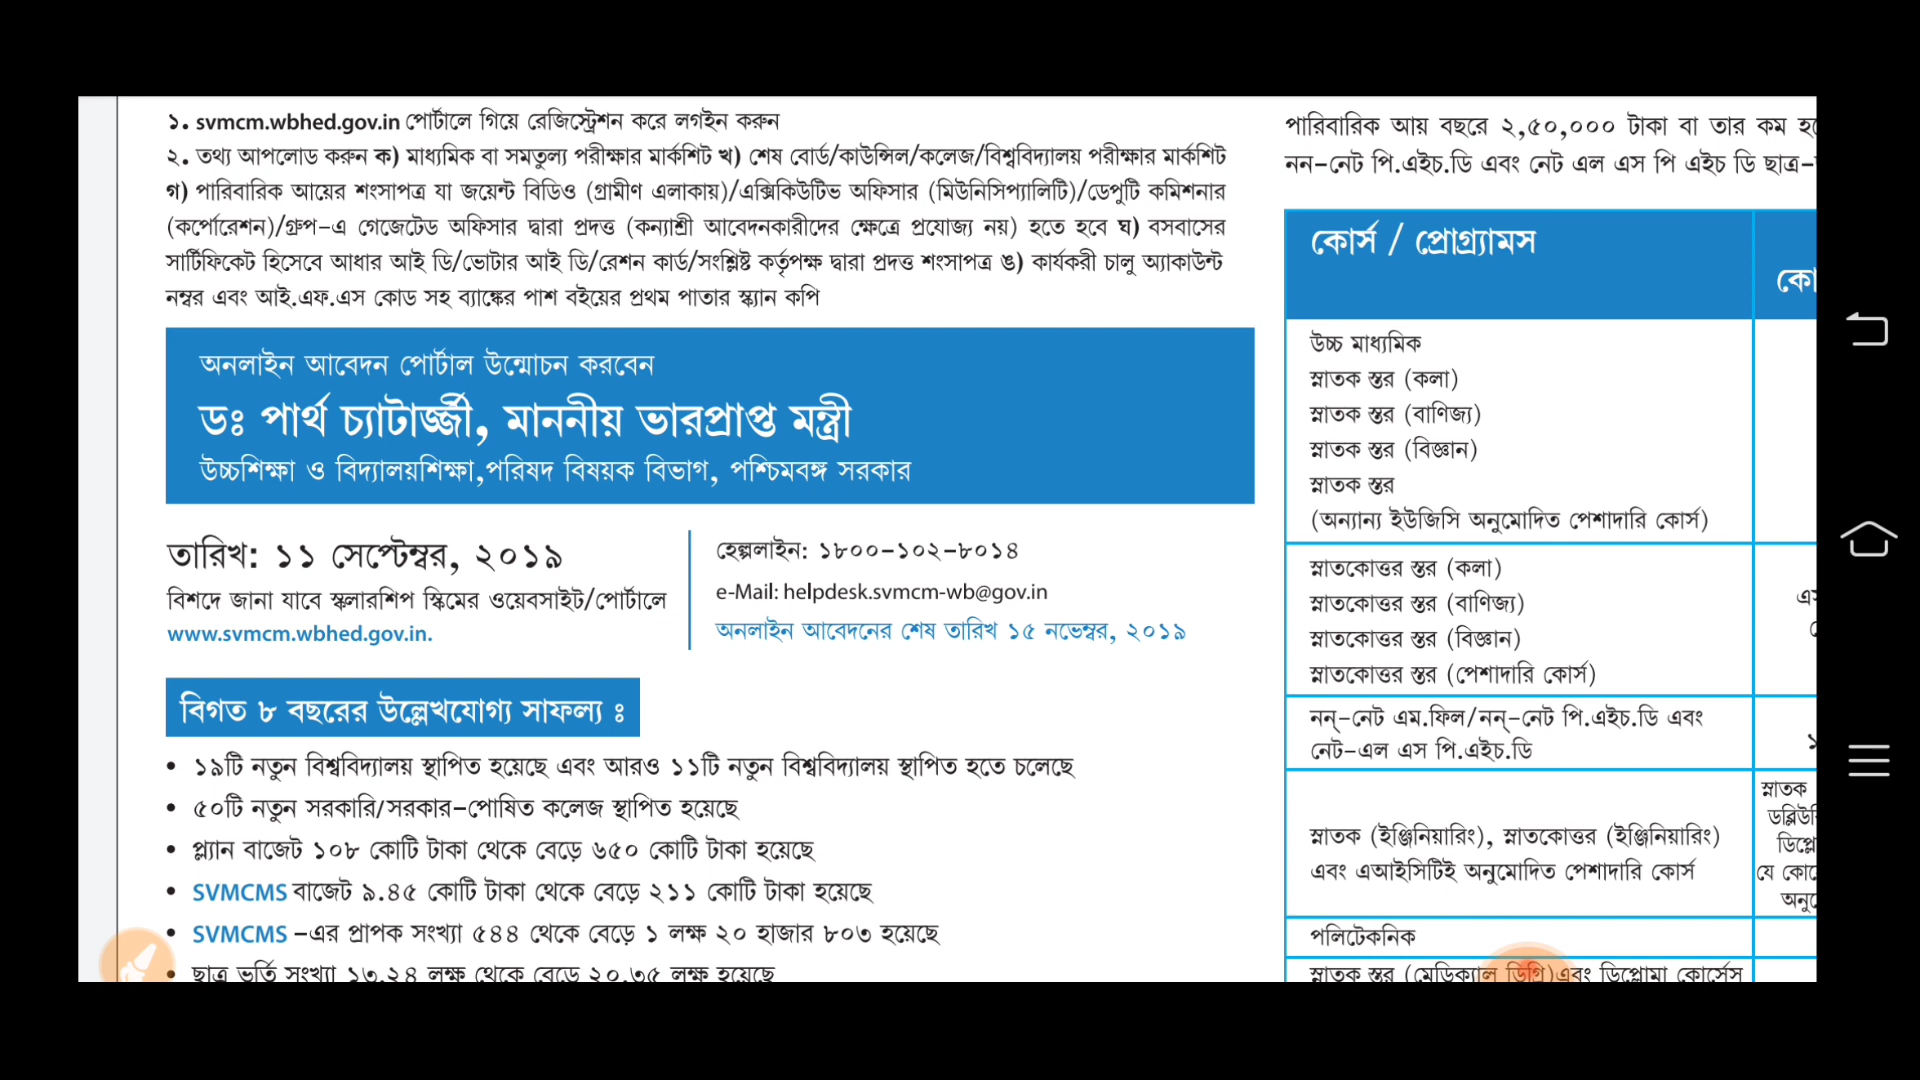 ১. svmcm.wbhed.gov.in পোর্টালে গিয়ে রেজিস্ট্রেশন করে লগইন করুন
২. তথ্য আপলোড করুন ক) মাধ্যমিক বা সমতুল্য পরীক্ষার মার্কশিট খ) শেষ বোর্ড/কাউন্সিল/কলেজ/বিশ্ববিদ্যালয় পরীক্ষার মার্কশিট
গ) পারিবারিক আয়ের শংসাপত্র যা জয়েন্ট বিডিও (গ্রামীণ এলাকায়)/এক্সিকিউটিভ অফিসার (মিউনিসিপ্যালিটি)/ডেপুটি কমিশনার
(কর্পোরেশন)/গ্রুপ-এ গেজেটেড অফিসার দ্বারা প্রদত্ত (কন্যাশ্রী আবেদনকারীদের ক্ষেত্রে প্রযোজ্য নয়) হতে হবে ঘ) বসবাসের
সার্টিফিকেট হিসেবে আধার আই ডি/ভোটার আই ডি/রেশন কার্ড/সংশ্লিষ্ট কর্তৃপক্ষ দ্বারা প্রদত্ত শংসাপত্র ঙ) কার্যকরী চালু অ্যাকাউন্ট
নম্বর এবং আই.এফ.এস কোড সহ ব্যাঙ্কের পাশ বইয়ের প্রথম পাতার স্ক্যান কপি
অনলাইন আবেদন পোর্টাল উন্মোচন করবেন
ডঃ পার্থ চ্যাটার্জ্জী, মাননীয় ভারপ্রাপ্ত মন্ত্রী
উচ্চশিক্ষা ও বিদ্যালয়শিক্ষা,পরিষদ বিষয়ক বিভাগ, পশ্চিমবঙ্গ সরকার
তারিখ: ১১ সেপ্টেম্বর, ২০১৯
বিশদে জানা যাবে স্কলারশিপ স্কিমের ওয়েবসাইট/পোর্টালে
www.svmcm.wbhed.gov.in.
হেল্পলাইন: ১৮০০-১০২-৮০১৪
e-Mail: helpdesk.svmcm-wb@gov.in
অনলাইন আবেদনের শেষ তারিখ ১৫ নভেম্বর, ২০১৯
বিগত ৮ বছরের উল্লেখযোগ্য সাফল্য ঃ
• ১৯টি নতুন বিশ্ববিদ্যালয় স্থাপিত হয়েছে এবং আরও ১১টি নতুন বিশ্ববিদ্যালয় স্থাপিত হতে চলেছে
• ৫০টি নতুন সরকারি/সরকার-পোষিত কলেজ স্থাপিত হয়েছে
• প্ল্যান বাজেট ১০৮ কোটি টাকা থেকে বেড়ে ৬৫০ কোটি টাকা হয়েছে
• SVMCMS বাজেট ৯.৪৫ কোটি টাকা থেকে বেড়ে ২১১ কোটি টাকা হয়েছে
• SVMCMS -এর প্রাপক সংখ্যা ৫৪৪ থেকে বেড়ে ১ লক্ষ ২০ হাজার ৮০৩ হয়েছে
• ছাত্র ভর্তি সংখ্যা ১৩.২৪ লক্ষ থেকে বেড়ে ২০.৩৫ লক্ষ হয়েছে
পারিবারিক আয় বছরে ২,৫০,০০০ টাকা বা তার কম
নন-নেট পি.এইচ.ডি এবং নেট এল এস পি এইচ ডি ছাত্র-
কোর্স / প্রোগ্র্যামস
উচ্চ মাধ্যমিক
স্নাতক স্তর (কলা)
স্নাতক স্তর (বাণিজ্য)
স্নাতক স্তর (বিজ্ঞান)
স্নাতক স্তর
(অন্যান্য ইউজিসি অনুমোদিত পেশাদারি কোর্স)
স্নাতকোত্তর স্তর (কলা)
স্নাতকোত্তর স্তর (বাণিজ্য)
স্নাতকোত্তর স্তর (বিজ্ঞান)
স্নাতকোত্তর স্তর (পেশাদারি কোর্স)
নন্-নেট এম.ফিল/নন্-নেট পি.এইচ.ডি এবং
নেট-এল এস পি.এইচ.ডি
স্নাতক (ইঞ্জিনিয়ারিং), স্নাতকোত্তর (ইঞ্জিনিয়ারিং)
এবং এআইসিটিই অনুমোদিত পেশাদারি কোর্স
স্নাতক
পলিটেকনিক
স্নাতক স্তর (মেডিক্যাল ডিগ্রি)এবং ডিপ্লোমা কোর্সেস